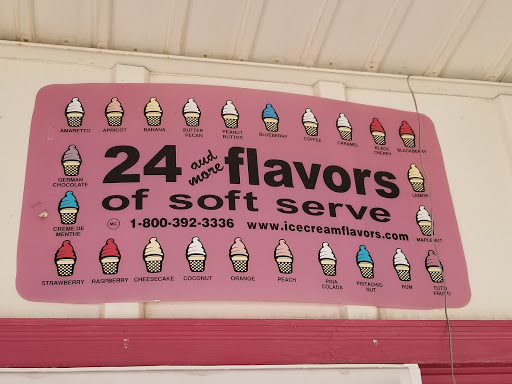 AMARETTO
APRICOT
BANANA
BUTTER
PECAN
PEANUT
BUTTER
BLUEBERRY
COFFEE
CARAMEL
BLACK
CHERRY
BLACKBERRY
GERMAN
CHOCOLATE
24 and more flavors
LEMON
CREME DE
MENTHE
of soft serve
MAPLE NUT
MC 1-800-392-3336 www.icecreamflavors.com
STRAWBERRY
RASPBERRY
CHEESECAKE
COCONUT
ORANGE
PEACH
PINA
COLADA
PISTACHIO
NUT
RUM
TUTTI
FRUTTI